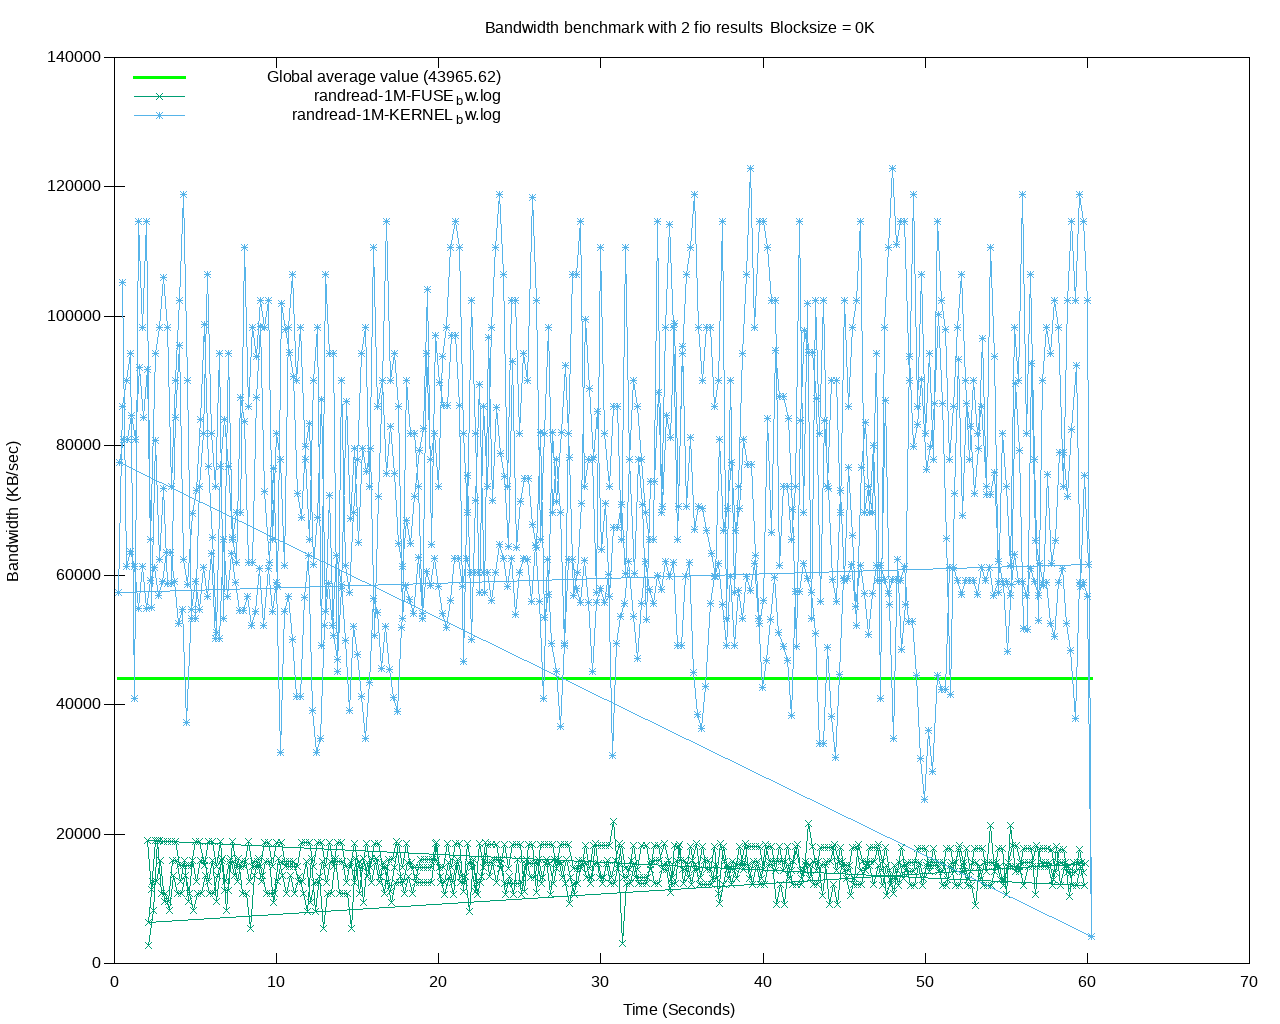 Bandwidth benchmark with 2 fio results Blocksize = 0K
140000
120000
100000
80000
60000
40000
20000
0
Global average value (43965.62)
randread-1M-FUSE_bw.log
randread-1M-KERNEL_bw.log
Bandwidth (KB/sec)
0 10 20 30 40 50 60 70
Time (Seconds)